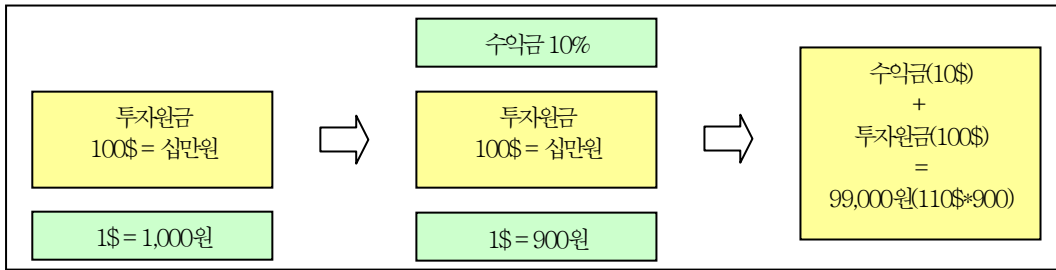 투자원금
100$ = 십만원
1$ = 1,000원
수익금 10%
투자원금
100$ = 십만원
1$ = 900원
수익금(10$)
+
투자원금(100$)
=
99,000원(110$*900)